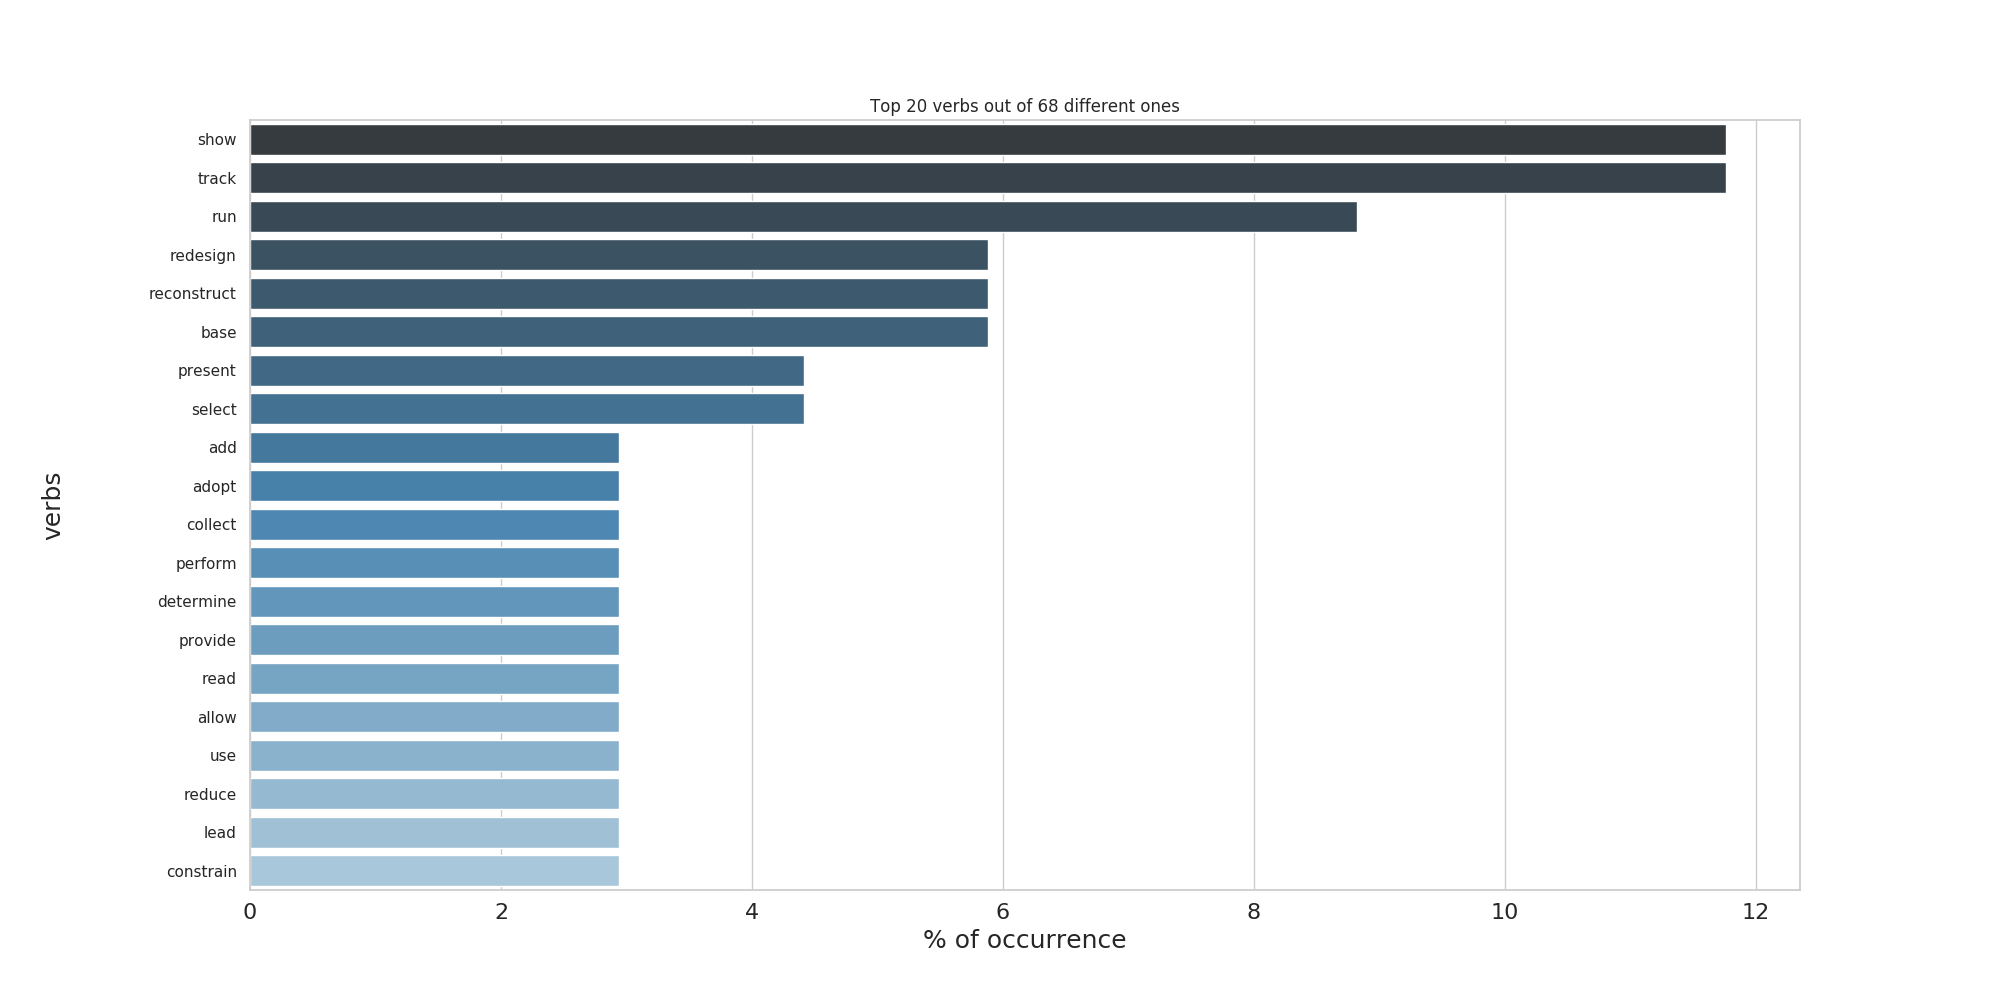 Top 20 verbs out of 68 different ones
show
track
run
redesign
reconstruct
base
present
select
add
adopt
collect
perform
determine
provide
read
allow
use
reduce
lead
constrain
verbs
0 2 4 6 8 10 12
% of occurrence